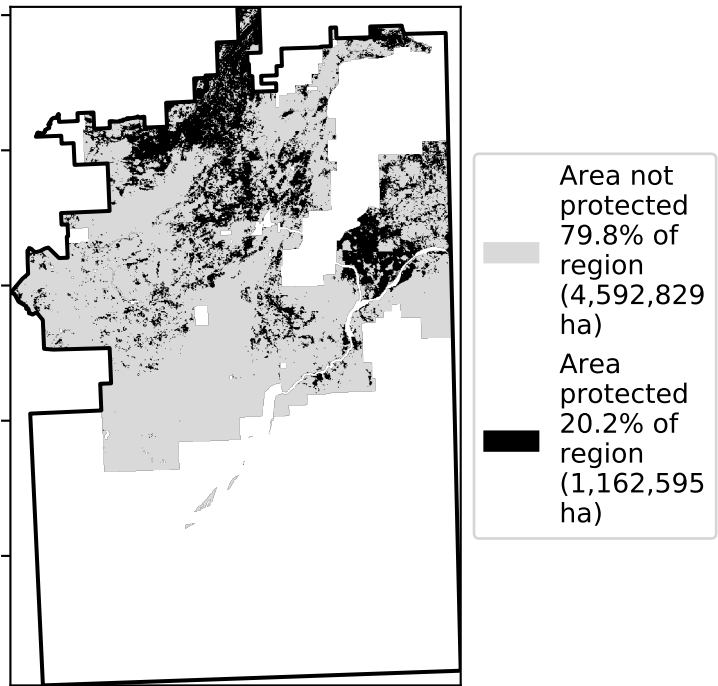 Area not
protected
79.8% of
region
(4,592,829
ha)
Area
protected
20.2% of
region
(1,162,595
ha)